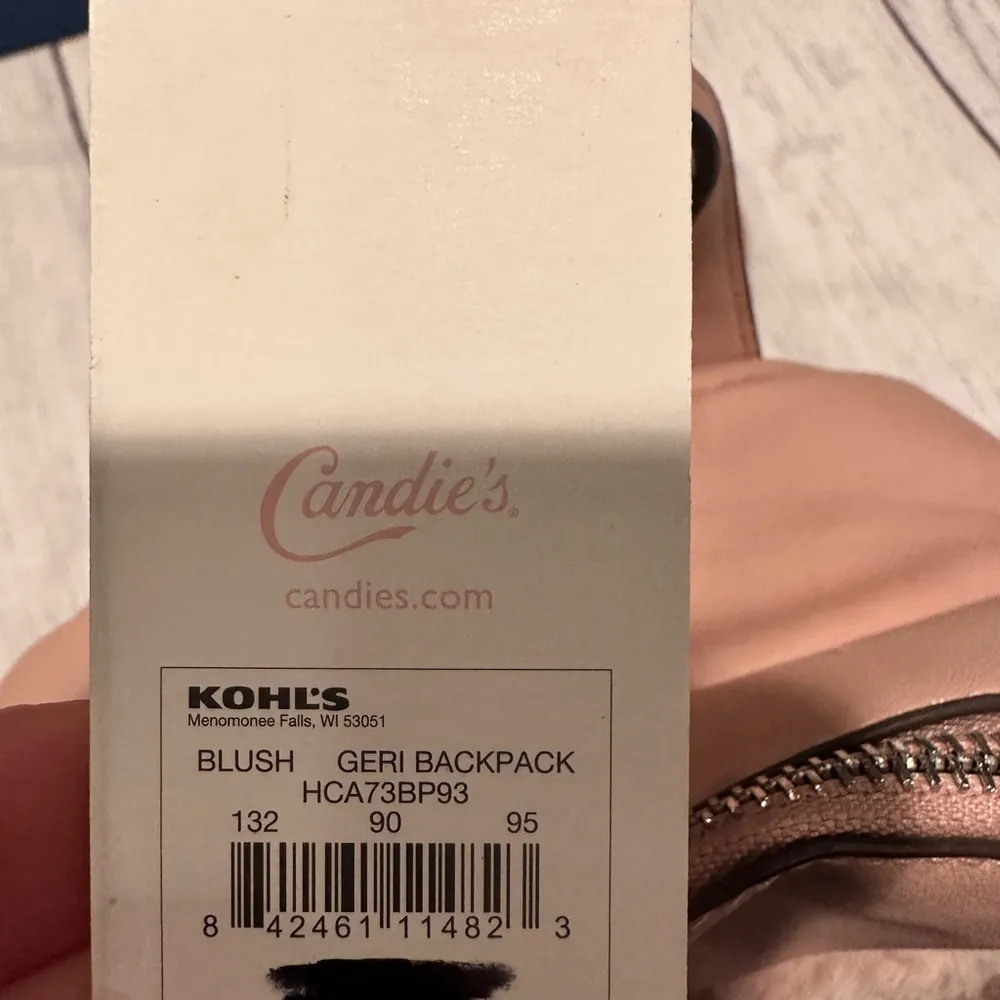 Candie's®
candies.com
KOHL'S
Menomonee Falls, WI 53051
BLUSH GERI BACKPACK
HCA73BP93
132 90 95
8 42461 11482 3